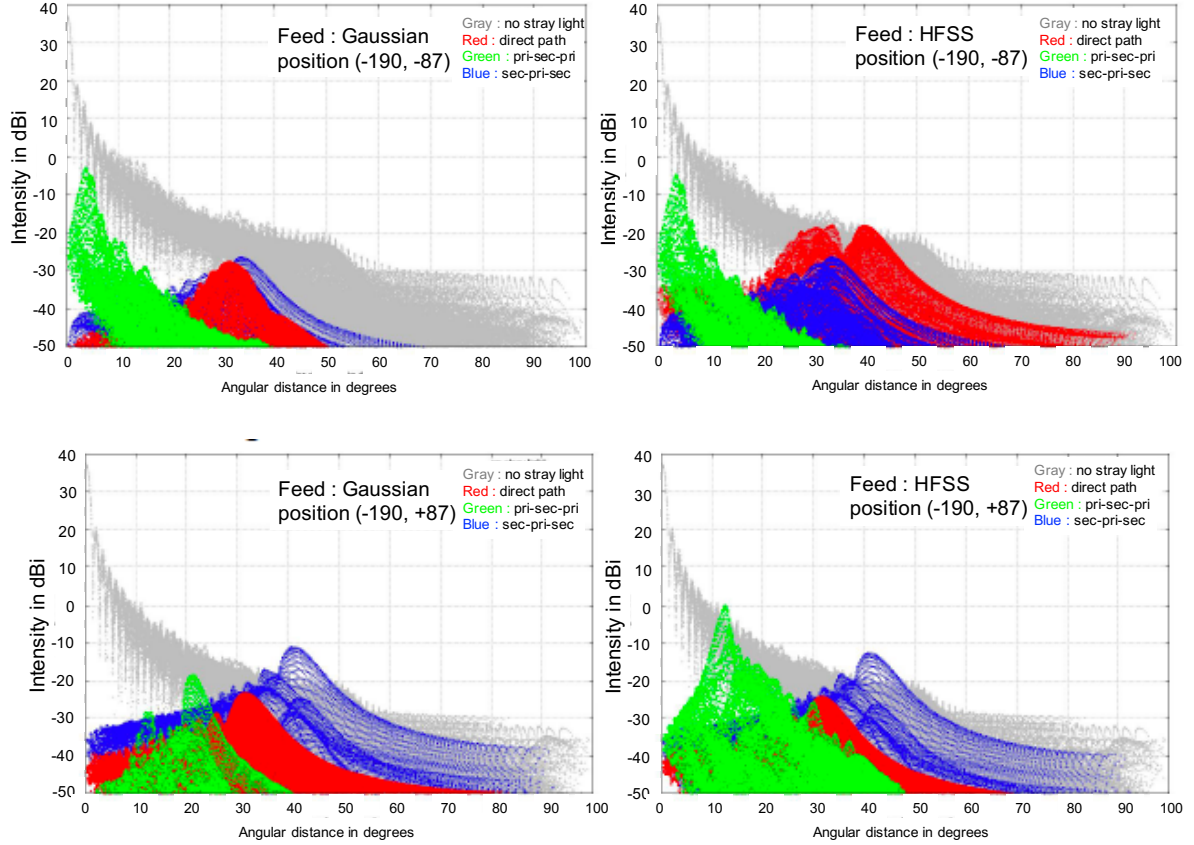 40
30
20
10
0
-10
-20
-30
-40
-50
Intensity in dBi
Feed : Gaussian
position (-190, -87)
Gray : no stray light
Red : direct path
Green : pri-sec-pri
Blue : sec-pri-sec
0 10 20 30 40 50 60 70 80 90 100
Angular distance in degrees
40
30
20
10
0
-10
-20
-30
-40
-50
Intensity in dBi
Feed : HFSS
position (-190, -87)
Gray : no stray light
Red : direct path
Green : pri-sec-pri
Blue : sec-pri-sec
0 10 20 30 40 50 60 70 80 90 100
Angular distance in degrees
40
30
20
10
0
-10
-20
-30
-40
-50
Intensity in dBi
Feed : Gaussian
position (-190, +87)
Gray : no stray light
Red : direct path
Green : pri-sec-pri
Blue : sec-pri-sec
0 10 20 30 40 50 60 70 80 90 100
Angular distance in degrees
40
30
20
10
0
-10
-20
-30
-40
-50
Intensity in dBi
Feed : HFSS
position (-190, +87)
Gray : no stray light
Red : direct path
Green : pri-sec-pri
Blue : sec-pri-sec
0 10 20 30 40 50 60 70 80 90 100
Angular distance in degrees